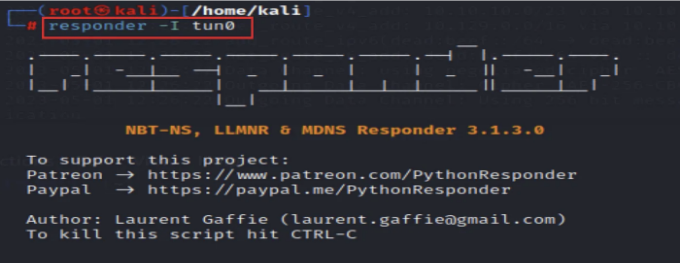 (root㉿kali)-[/home/kali]
# responder -I tun0
responder
NBT-NS, LLMNR & MDNS Responder 3.1.3.0
To support this project:
Patreon → https://www.patreon.com/PythonResponder
Paypal → https://paypal.me/PythonResponder
Author: Laurent Gaffie (laurent.gaffie@gmail.com)
To kill this script hit CTRL-C